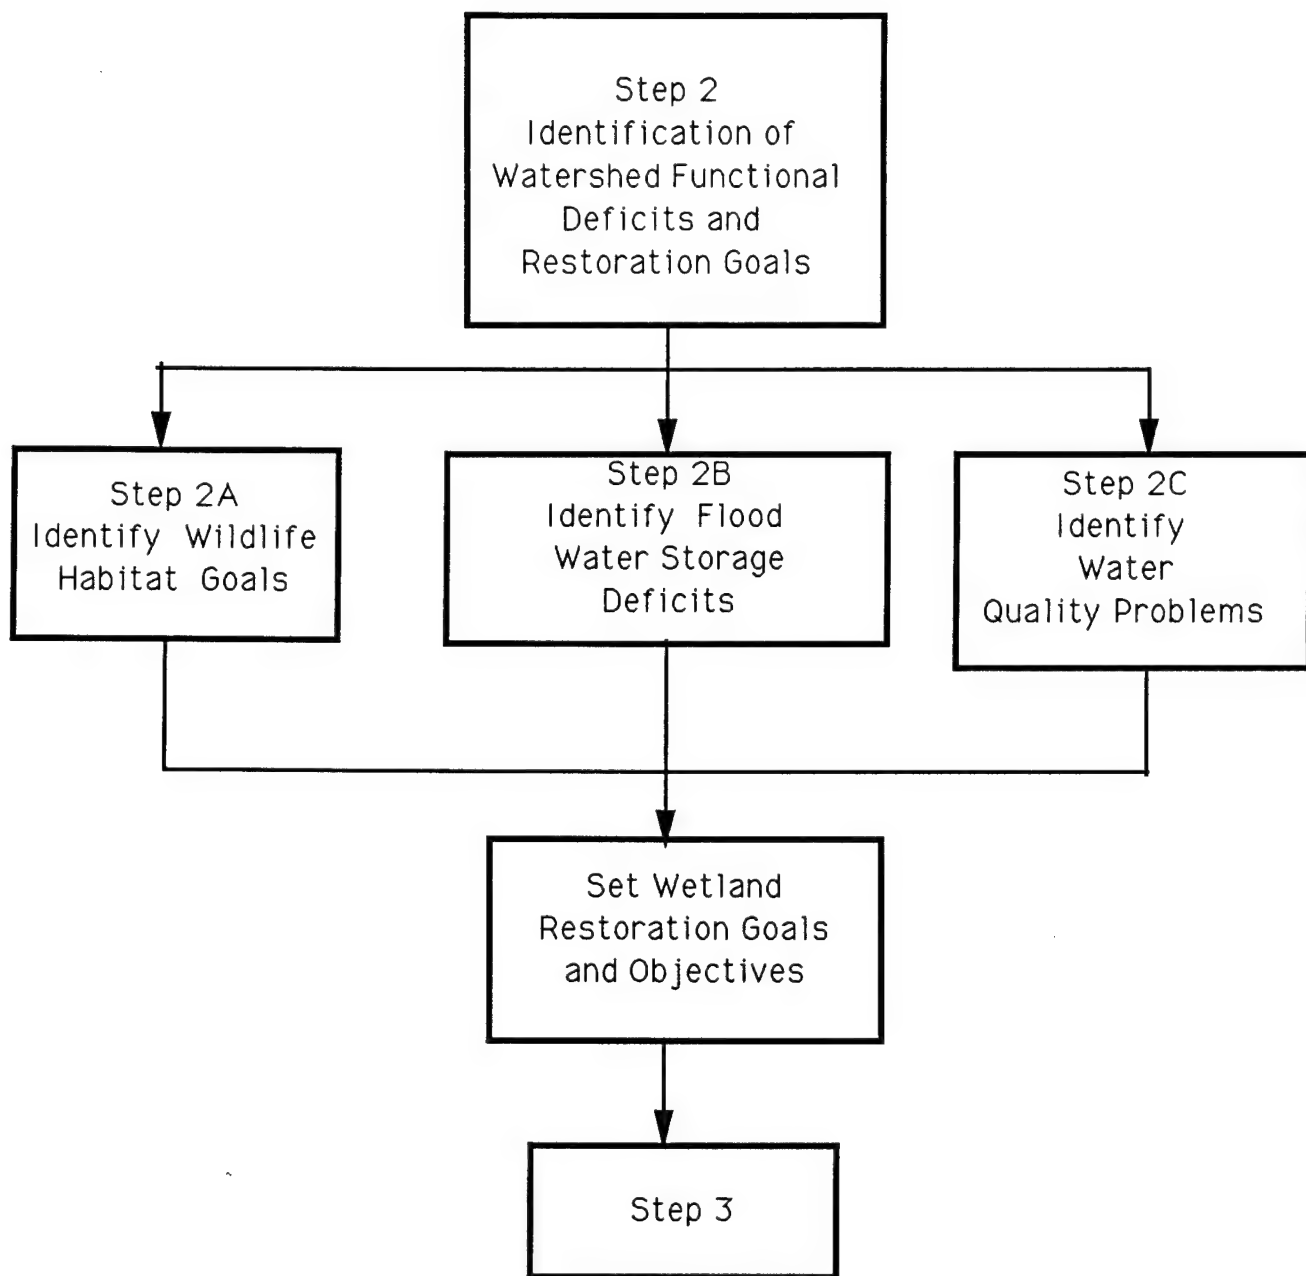 Step 2
Identification of
Watershed Functional
Deficits and
Restoration Goals
Step 2A
Identify Wildlife
Habitat Goals
Step 2B
Identify Flood
Water Storage
Deficits
Step 2C
Identify
Water
Quality Problems
Set Wetland
Restoration Goals
and Objectives
Step 3